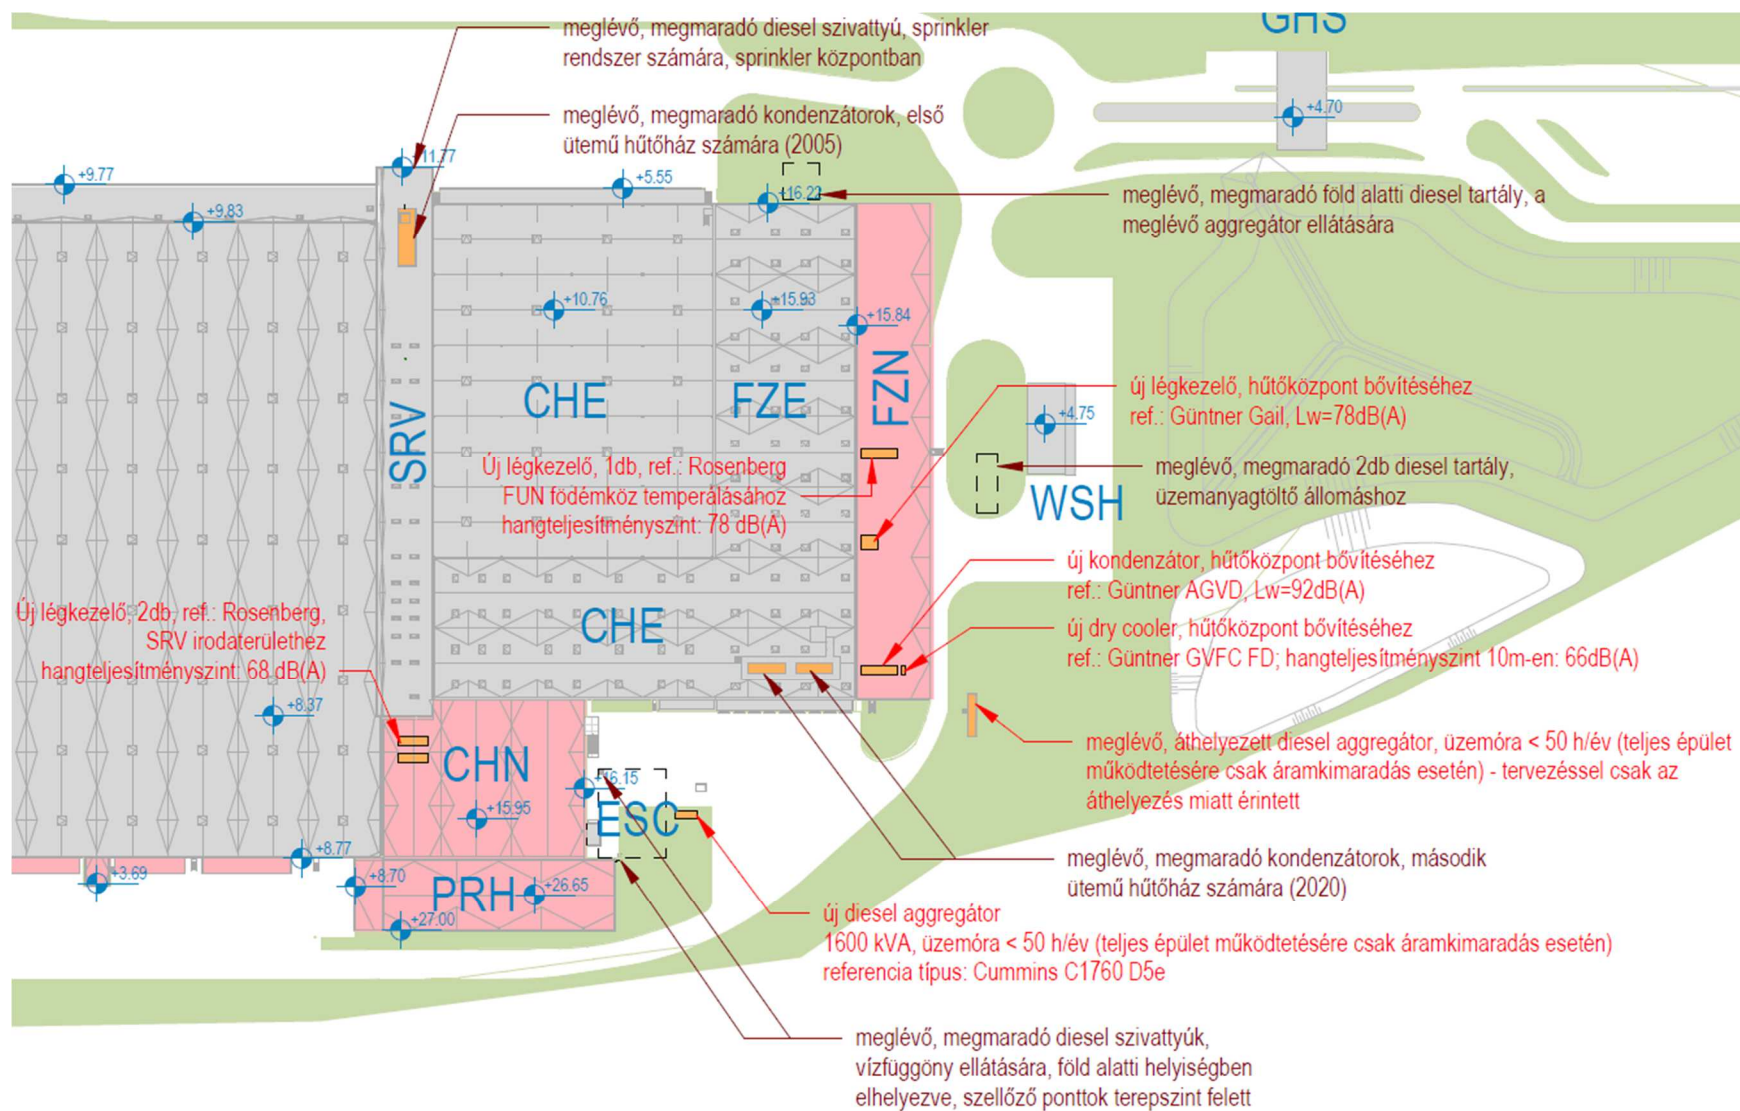 GHS
meglévő, megmaradó diesel szivattyú, sprinkler
rendszer számára, sprinkler központban
meglévő, megmaradó kondenzátorok, első
ütemű hűtőház számára (2005)
+4.70
+11.77
+9.77
+5.55
+16.22
+9.83
meglévő, megmaradó föld alatti diesel tartály, a
meglévő aggregátor ellátására
+10.76
+15.93
+15.84
CHE
FZE
FZN
SRV
új légkezelő, hűtőközpont bővítéséhez
ref.: Güntner Gail, Lw=78dB(A)
+4.75
Új légkezelő, 1db, ref.: Rosenberg
FUN födémköz temperálásához
hangteljesítményszint: 78 dB(A)
meglévő, megmaradó 2db diesel tartály,
üzemanyagtöltő állomáshoz
WSH
új kondenzátor, hűtőközpont bővítéséhez
ref.: Güntner AGVD, Lw=92dB(A)
Új légkezelő, 2db, ref.: Rosenberg,
SRV irodaterülethez
hangteljesítményszint: 68 dB(A)
CHE
új dry cooler, hűtőközpont bővítéséhez
ref.: Güntner GVFC FD; hangteljesítményszint 10m-en: 66dB(A)
+8.37
CHN
meglévő, áthelyezett diesel aggregátor, üzemóra < 50 h/év (teljes épület
működtetésére csak áramkimaradás esetén) - tervezéssel csak az
áthelyezés miatt érintett
+16.15
+15.95
ESC
+8.77
meglévő, megmaradó kondenzátorok, második
ütemű hűtőház számára (2020)
+3.69
+8.70
PRH
+26.65
+27.00
új diesel aggregátor
1600 kVA, üzemóra < 50 h/év (teljes épület működtetésére csak áramkimaradás esetén)
referencia típus: Cummins C1760 D5e
meglévő, megmaradó diesel szivattyúk,
vízfüggöny ellátására, föld alatti helyiségben
elhelyezve, szellőző ponttok terepszint felett